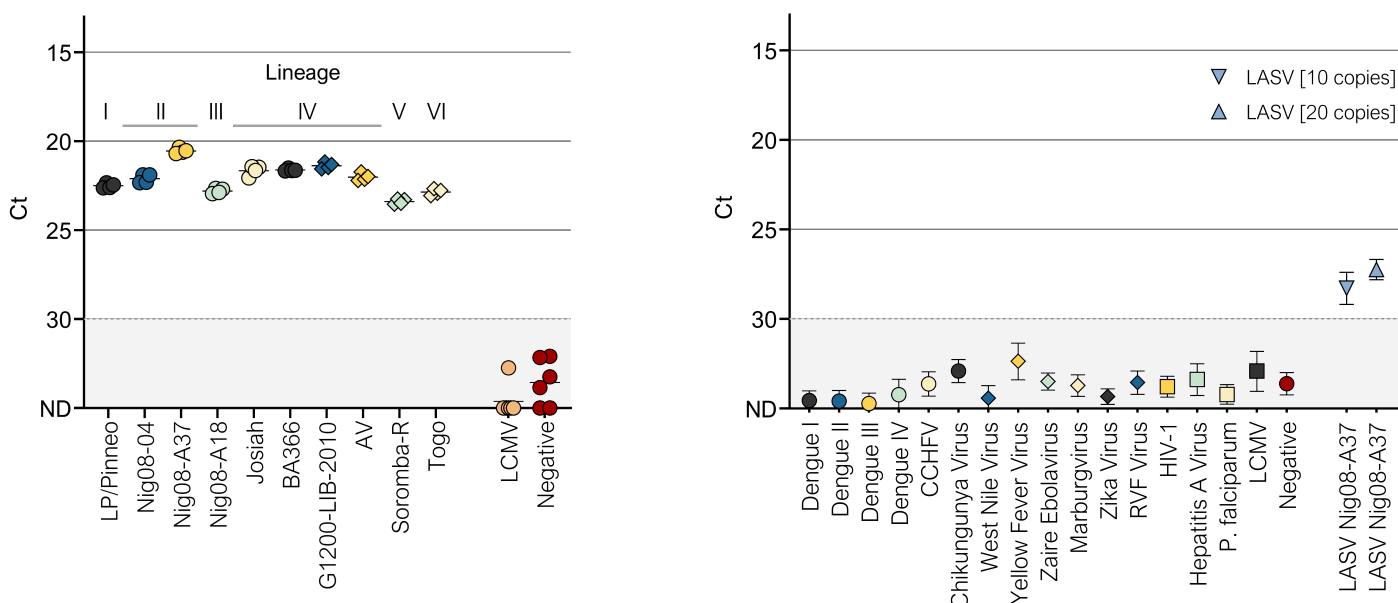 Ct
15
20
25
30
ND
Lineage
I II III IV V VI
LP/Pinneo
Nig08-04
Nig08-A37
Nig08-A18
Josiah
BA366
G1200-LIB-2010
AV
Soromba-R
Togo
LCMV
Negative
Ct
15
20
25
30
ND
LASV [10 copies]
LASV [20 copies]
Dengue I
Dengue II
Dengue III
Dengue IV
CCHFV
Chikungunya Virus
West Nile Virus
Yellow Fever Virus
Zaire Ebolavirus
Marburgvirus
Zika Virus
RVF Virus
HIV-1
Hepatitis A Virus
P. falciparum
LCMV
Negative
LASV Nig08-A37
LASV Nig08-A37